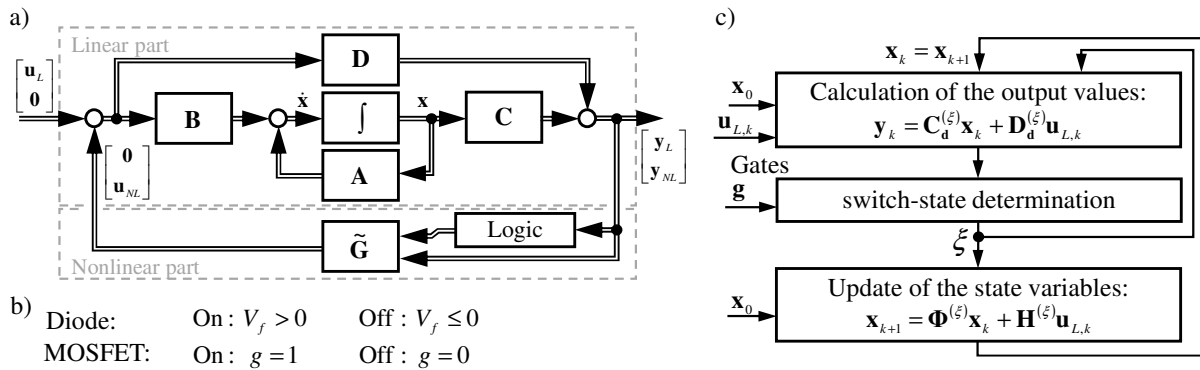 a)
Linear part
[u_L
0]
D
B
ẋ
∫
x
C
A
[0
u_NL]
[y_L
y_NL]
G̃
Logic
Nonlinear part
b)
Diode: On : V_f > 0 Off : V_f ≤ 0
MOSFET: On : g = 1 Off : g = 0
c)
x_k = x_{k+1}
x_0
u_{L,k}
Calculation of the output values:
y_k = C_d^(ξ) x_k + D_d^(ξ) u_{L,k}
Gates
g
switch-state determination
ξ
x_0
Update of the state variables:
x_{k+1} = Φ^(ξ) x_k + H^(ξ) u_{L,k}